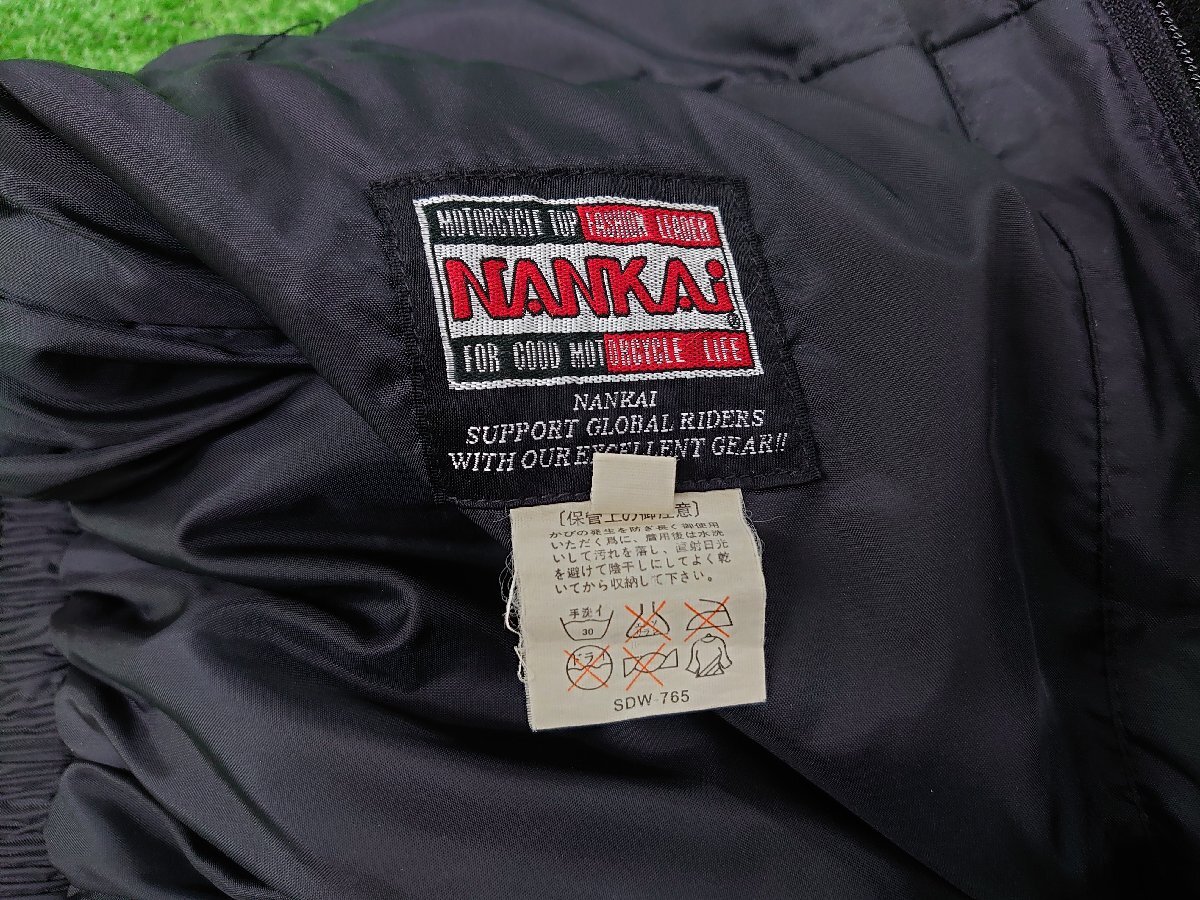 MOTORCYCLE TOP FASHION LEADER
NANKAi
®
FOR GOOD MOTORCYCLE LIFE
NANKAI
SUPPORT GLOBAL RIDERS
WITH OUR EXCELLENT GEAR!!
[保管上の御注意]
かびの発生を防ぎ長く御使用
いただく爲に、着用後は水洗
いして汚れを落し、直射日光
を避けて陰干しにしてよく乾
いてから収納して下さい。
手洗イ
30
ドライ
SDW-765